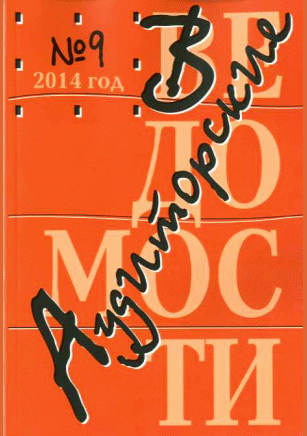 №9
2014 год
Аудиторские
ВЕ
ДО
МОС
ТИ